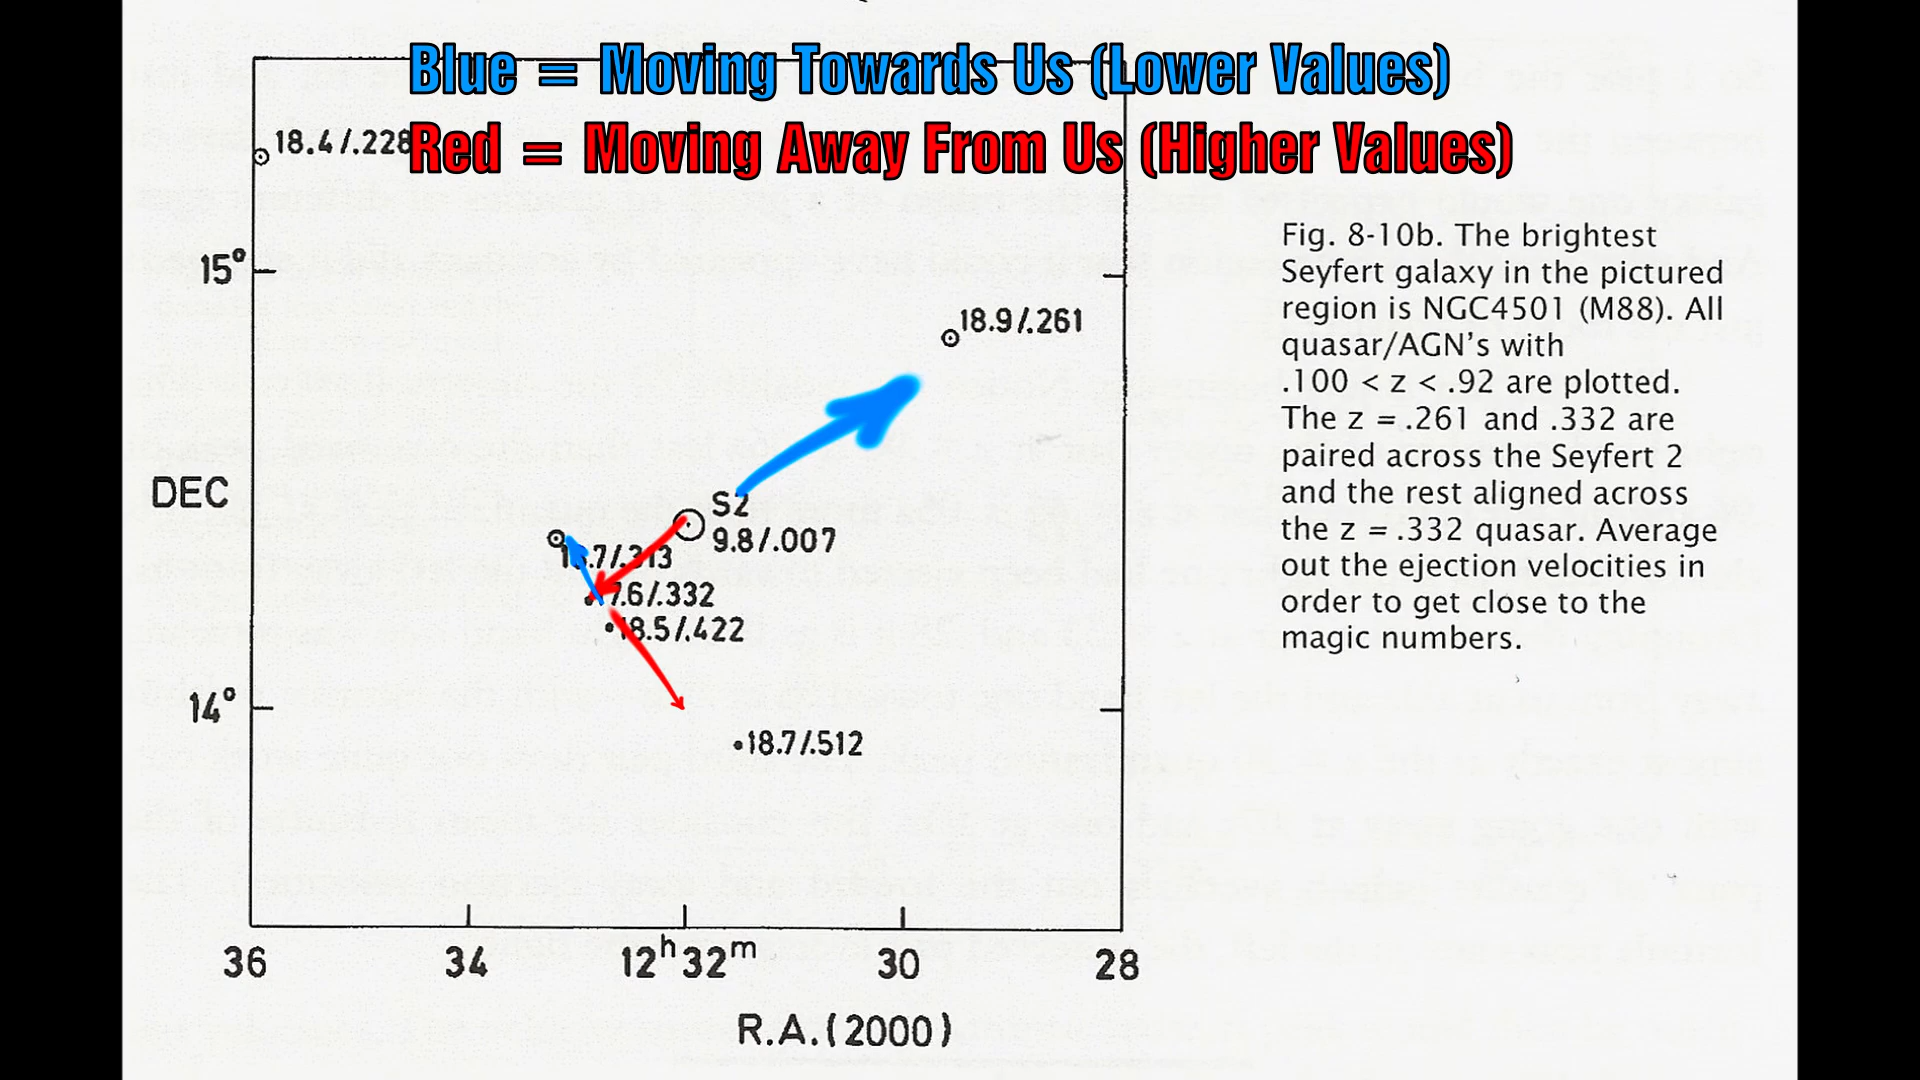 Blue = Moving Towards Us (Lower Values)
Red = Moving Away From Us (Higher Values)
18.4/.228
15°
18.9/.261
DEC
S2
9.8/.007
.7/.313
7.6/.332
18.5/.422
14°
18.7/.512
36
34
12h32m
30
28
R.A.(2000)
Fig. 8-10b. The brightest
Seyfert galaxy in the pictured
region is NGC4501 (M88). All
quasar/AGN's with
.100 < z < .92 are plotted.
The z = .261 and .332 are
paired across the Seyfert 2
and the rest aligned across
the z = .332 quasar. Average
out the ejection velocities in
order to get close to the
magic numbers.